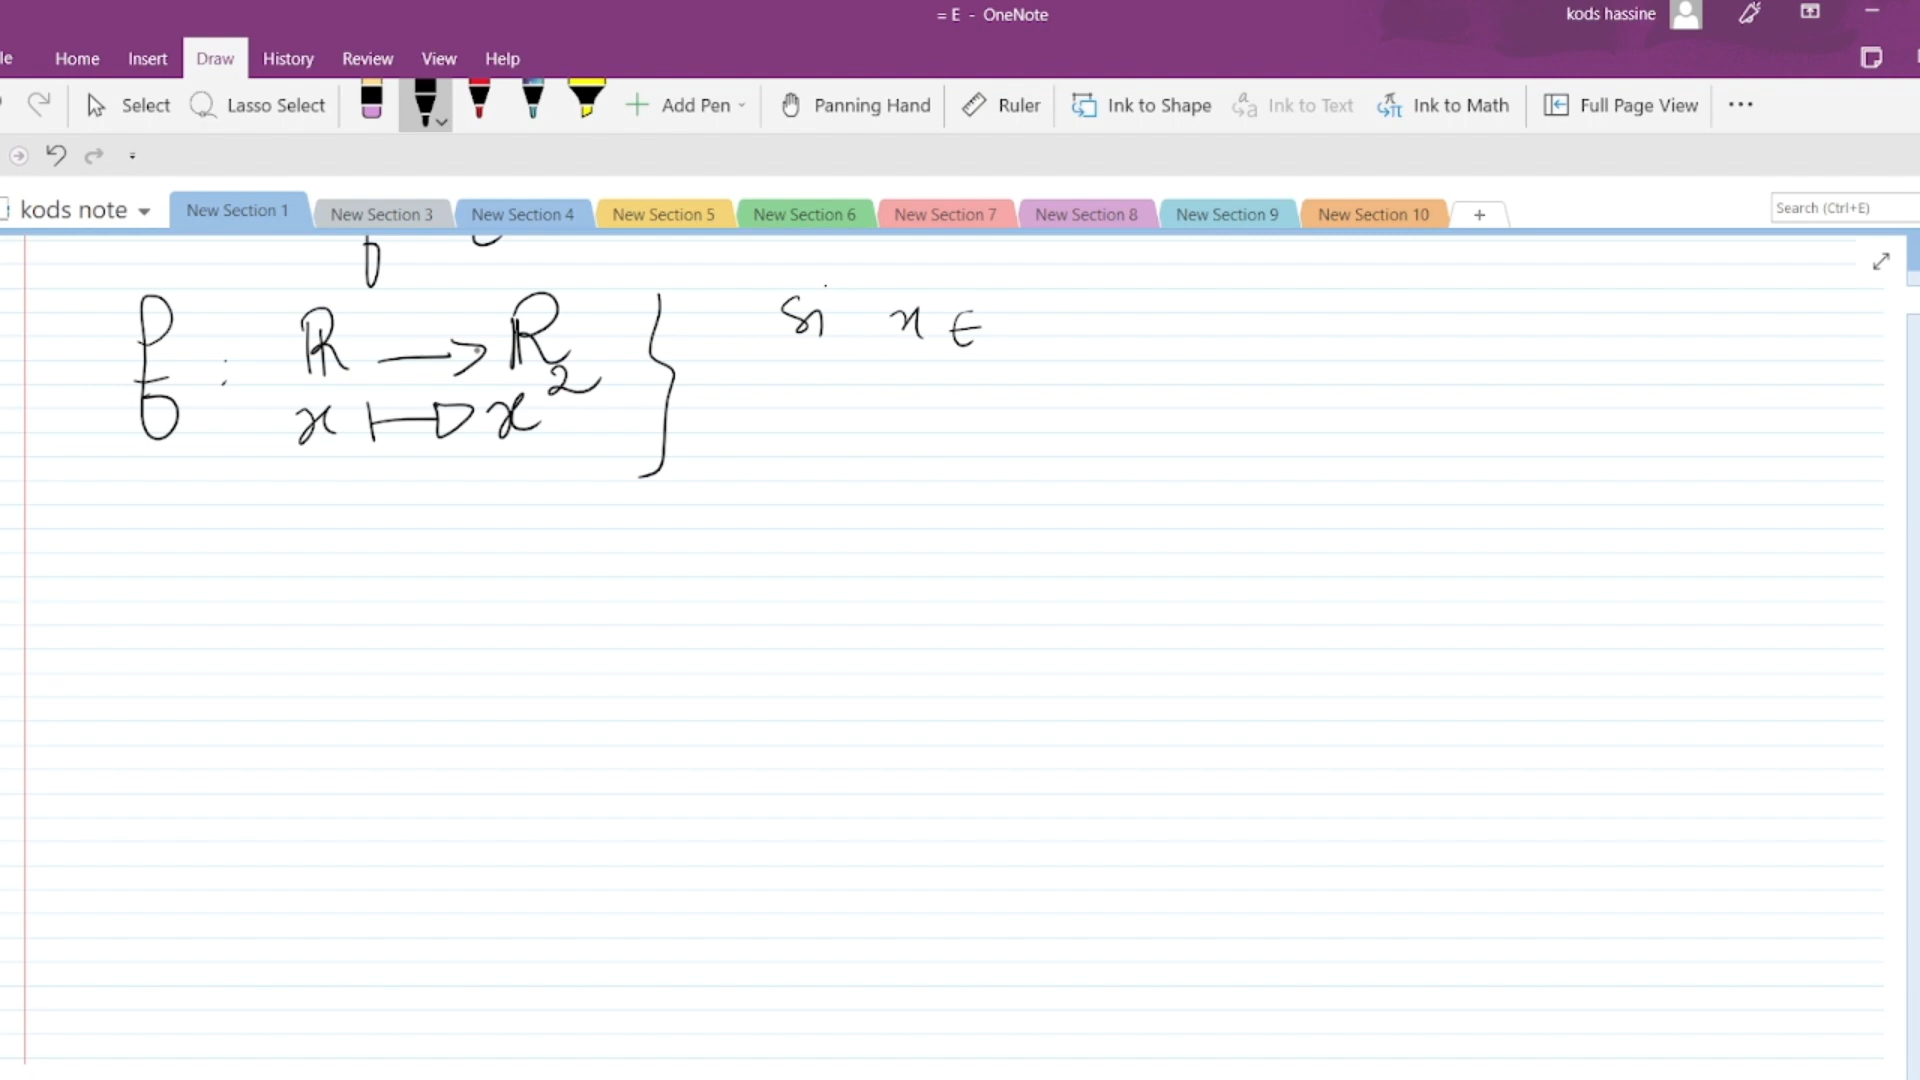 = E - OneNote
kods hassine
le Home Insert Draw History Review View Help
Select Lasso Select Add Pen Panning Hand Ruler Ink to Shape Ink to Text Ink to Math Full Page View ...
kods note New Section 1 New Section 3 New Section 4 New Section 5 New Section 6 New Section 7 New Section 8 New Section 9 New Section 10 + Search (Ctrl+E)
f : ℝ → ℝ } Si x ∈
x ↦ x²